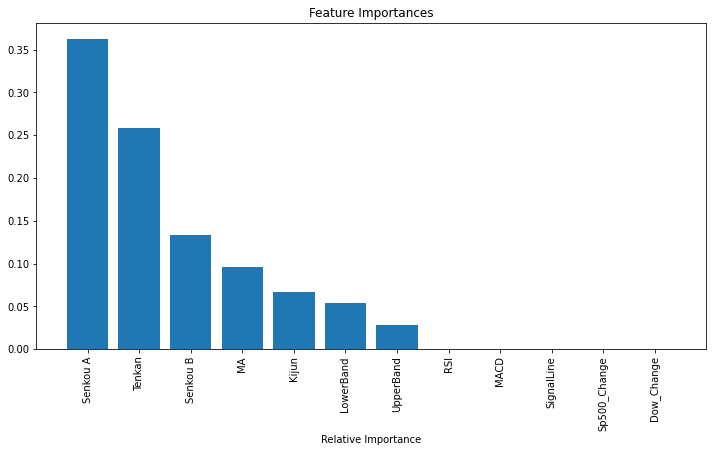 Feature Importances
0.35
0.30
0.25
0.20
0.15
0.10
0.05
0.00
Senkou A
Tenkan
Senkou B
MA
Kijun
LowerBand
UpperBand
RSI
MACD
SignalLine
Sp500_Change
Dow_Change
Relative Importance